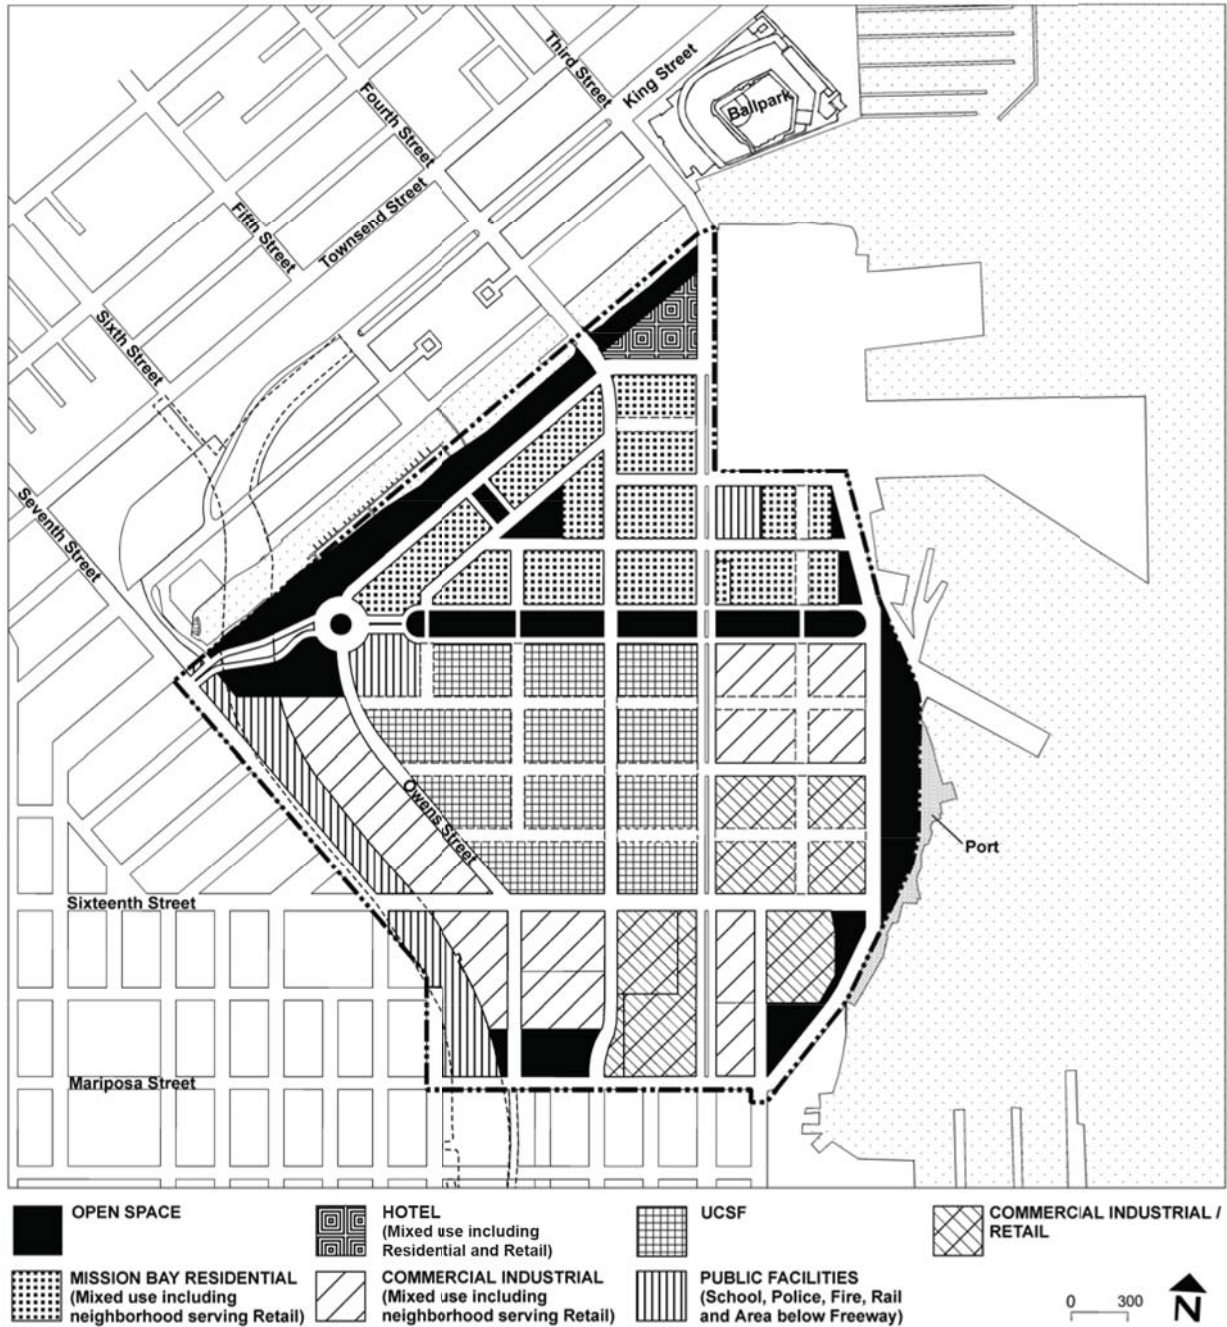 Third Street
King Street
Ballpark
Fourth Street
Townsend Street
Fifth Street
Sixth Street
Seventh Street
Owens Street
Port
Sixteenth Street
Mariposa Street
OPEN SPACE
HOTEL
(Mixed use including
Residential and Retail)
UCSF
COMMERCIAL INDUSTRIAL /
RETAIL
MISSION BAY RESIDENTIAL
(Mixed use including
neighborhood serving Retail)
COMMERCIAL INDUSTRIAL
(Mixed use including
neighborhood serving Retail)
PUBLIC FACILITIES
(School, Police, Fire, Rail
and Area below Freeway)
0 300
N